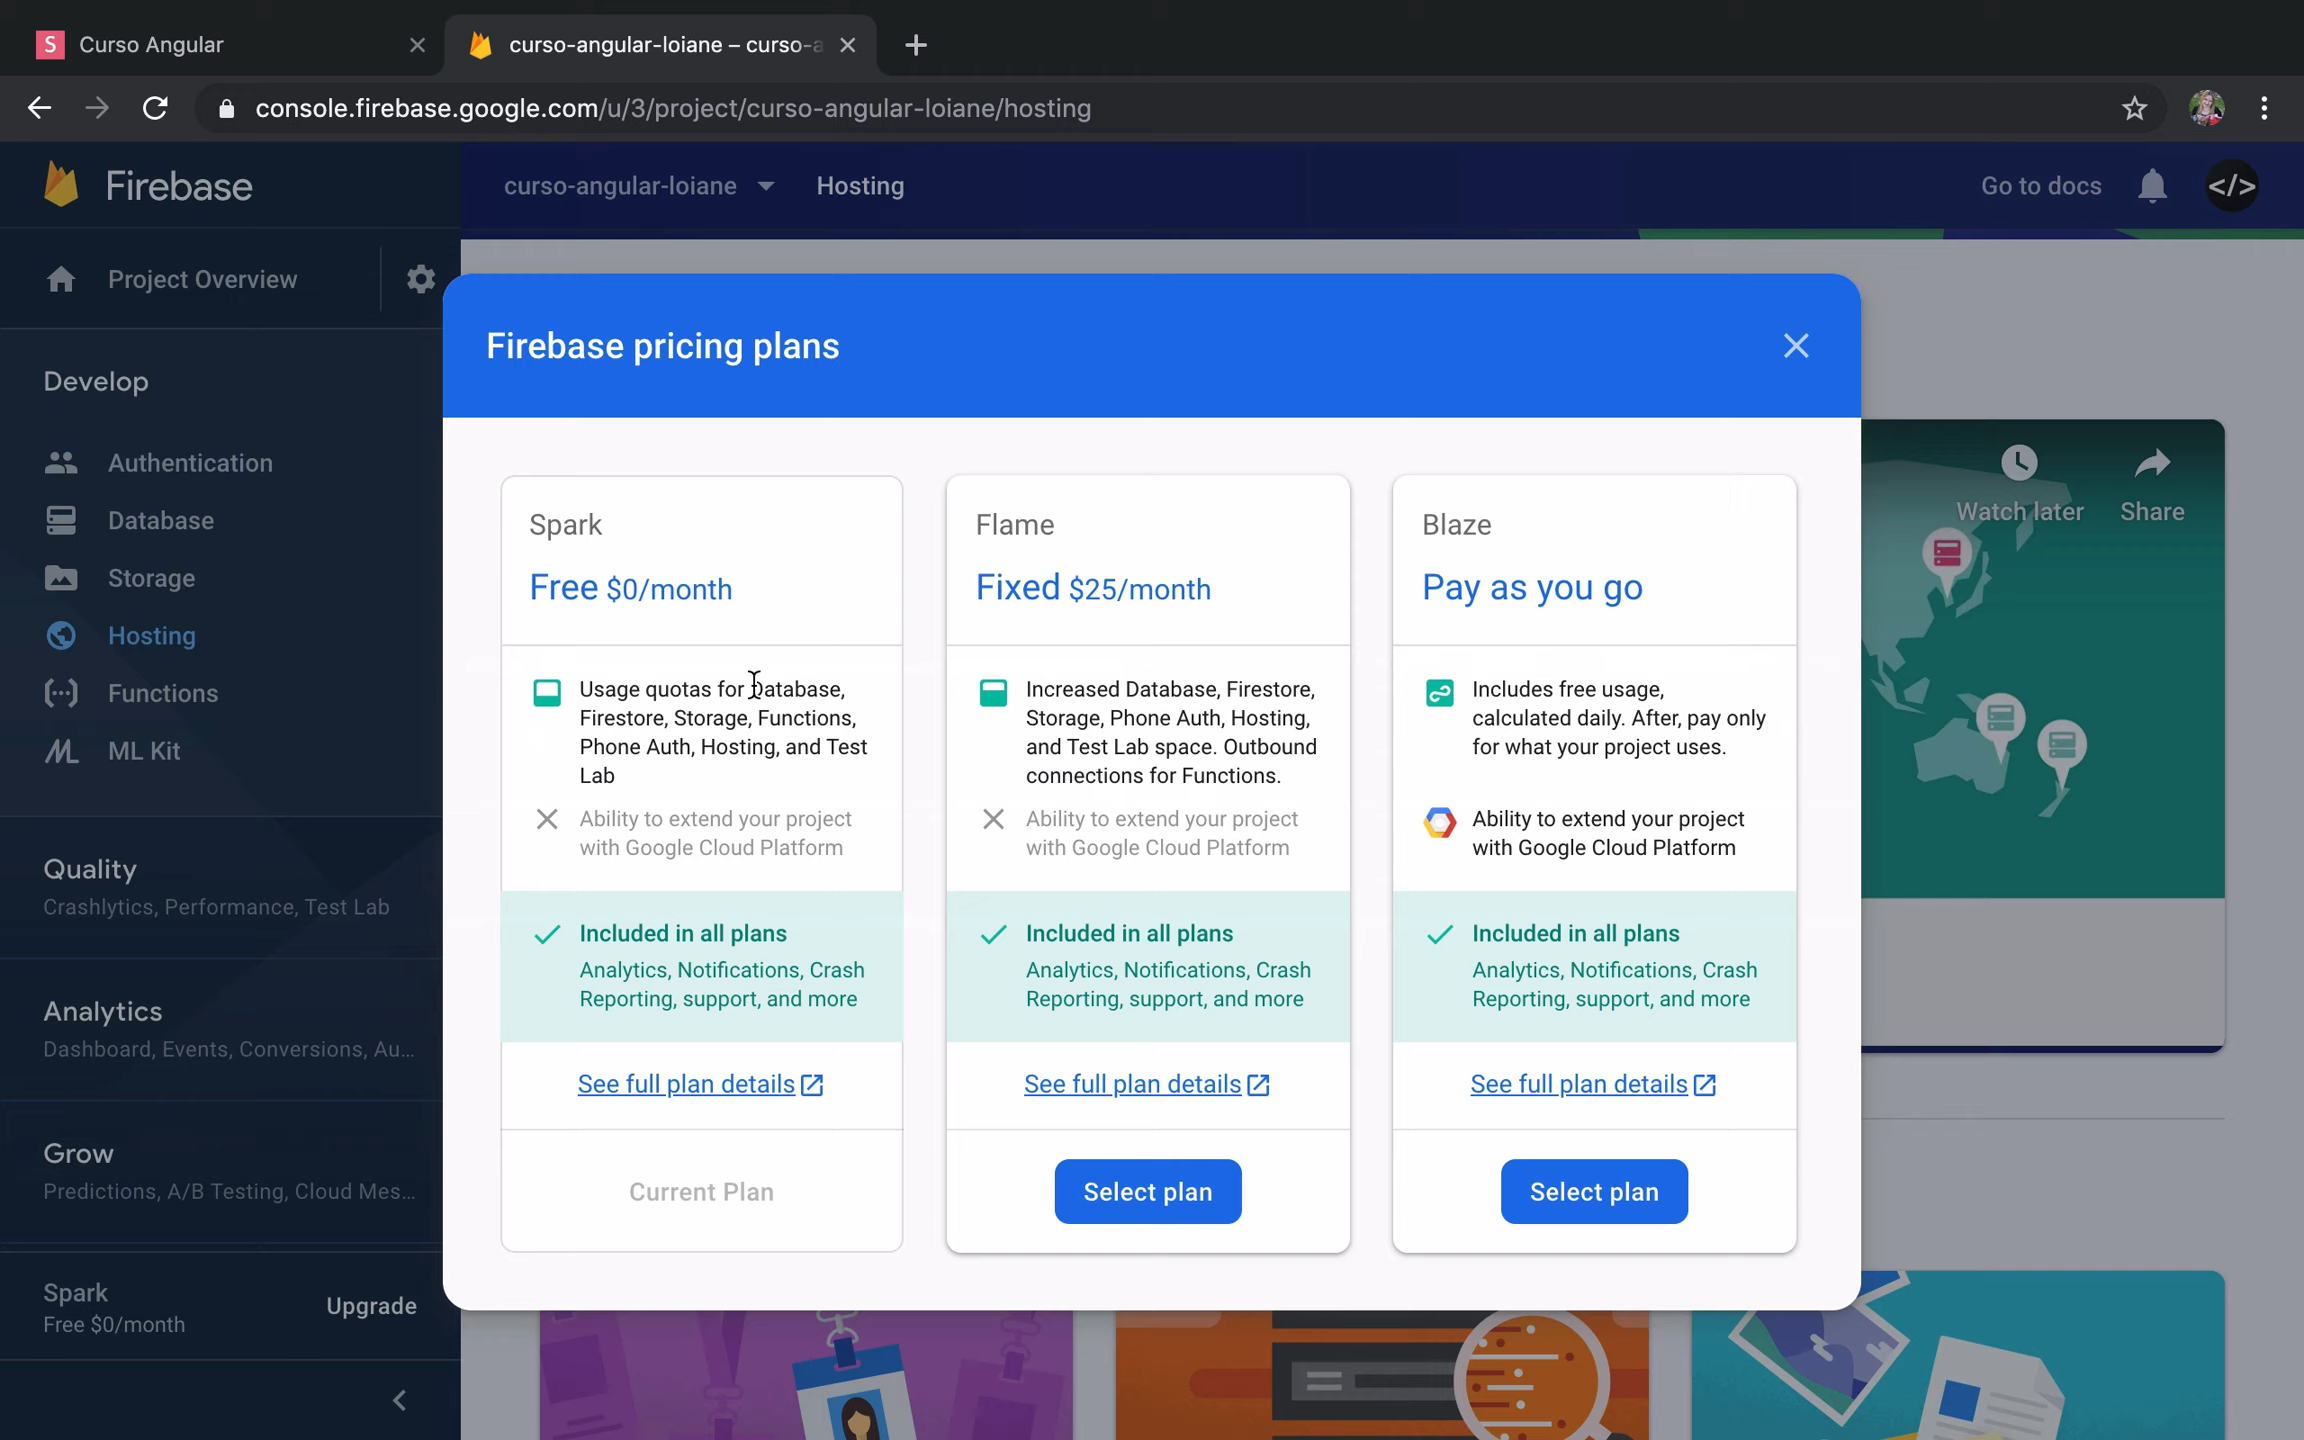 Curso Angular
curso-angular-loiane – curso-a
console.firebase.google.com/u/3/project/curso-angular-loiane/hosting
Firebase
curso-angular-loiane
Hosting
Go to docs
</>
Project Overview
Develop
Authentication
Database
Storage
Hosting
Functions
ML Kit
Quality
Crashlytics, Performance, Test Lab
Analytics
Dashboard, Events, Conversions, Au...
Grow
Predictions, A/B Testing, Cloud Mes...
Spark
Free $0/month
Upgrade
Firebase pricing plans
Spark
Free $0/month
Usage quotas for Database,
Firestore, Storage, Functions,
Phone Auth, Hosting, and Test
Lab
Ability to extend your project
with Google Cloud Platform
Included in all plans
Analytics, Notifications, Crash
Reporting, support, and more
See full plan details
Current Plan
Flame
Fixed $25/month
Increased Database, Firestore,
Storage, Phone Auth, Hosting,
and Test Lab space. Outbound
connections for Functions.
Ability to extend your project
with Google Cloud Platform
Included in all plans
Analytics, Notifications, Crash
Reporting, support, and more
See full plan details
Select plan
Blaze
Pay as you go
Includes free usage,
calculated daily. After, pay only
for what your project uses.
Ability to extend your project
with Google Cloud Platform
Included in all plans
Analytics, Notifications, Crash
Reporting, support, and more
See full plan details
Select plan
Watch later
Share